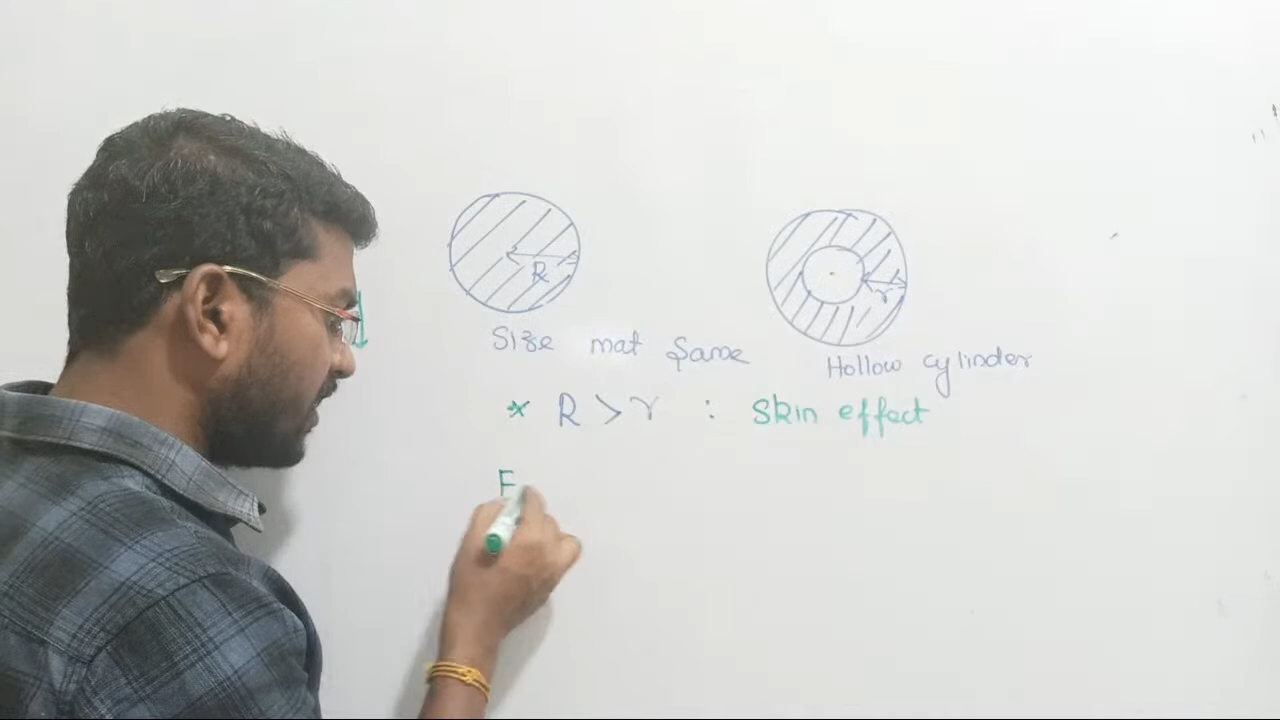 R
r
Size mat Same
Hollow cylinder
* R > r : Skin effect
F